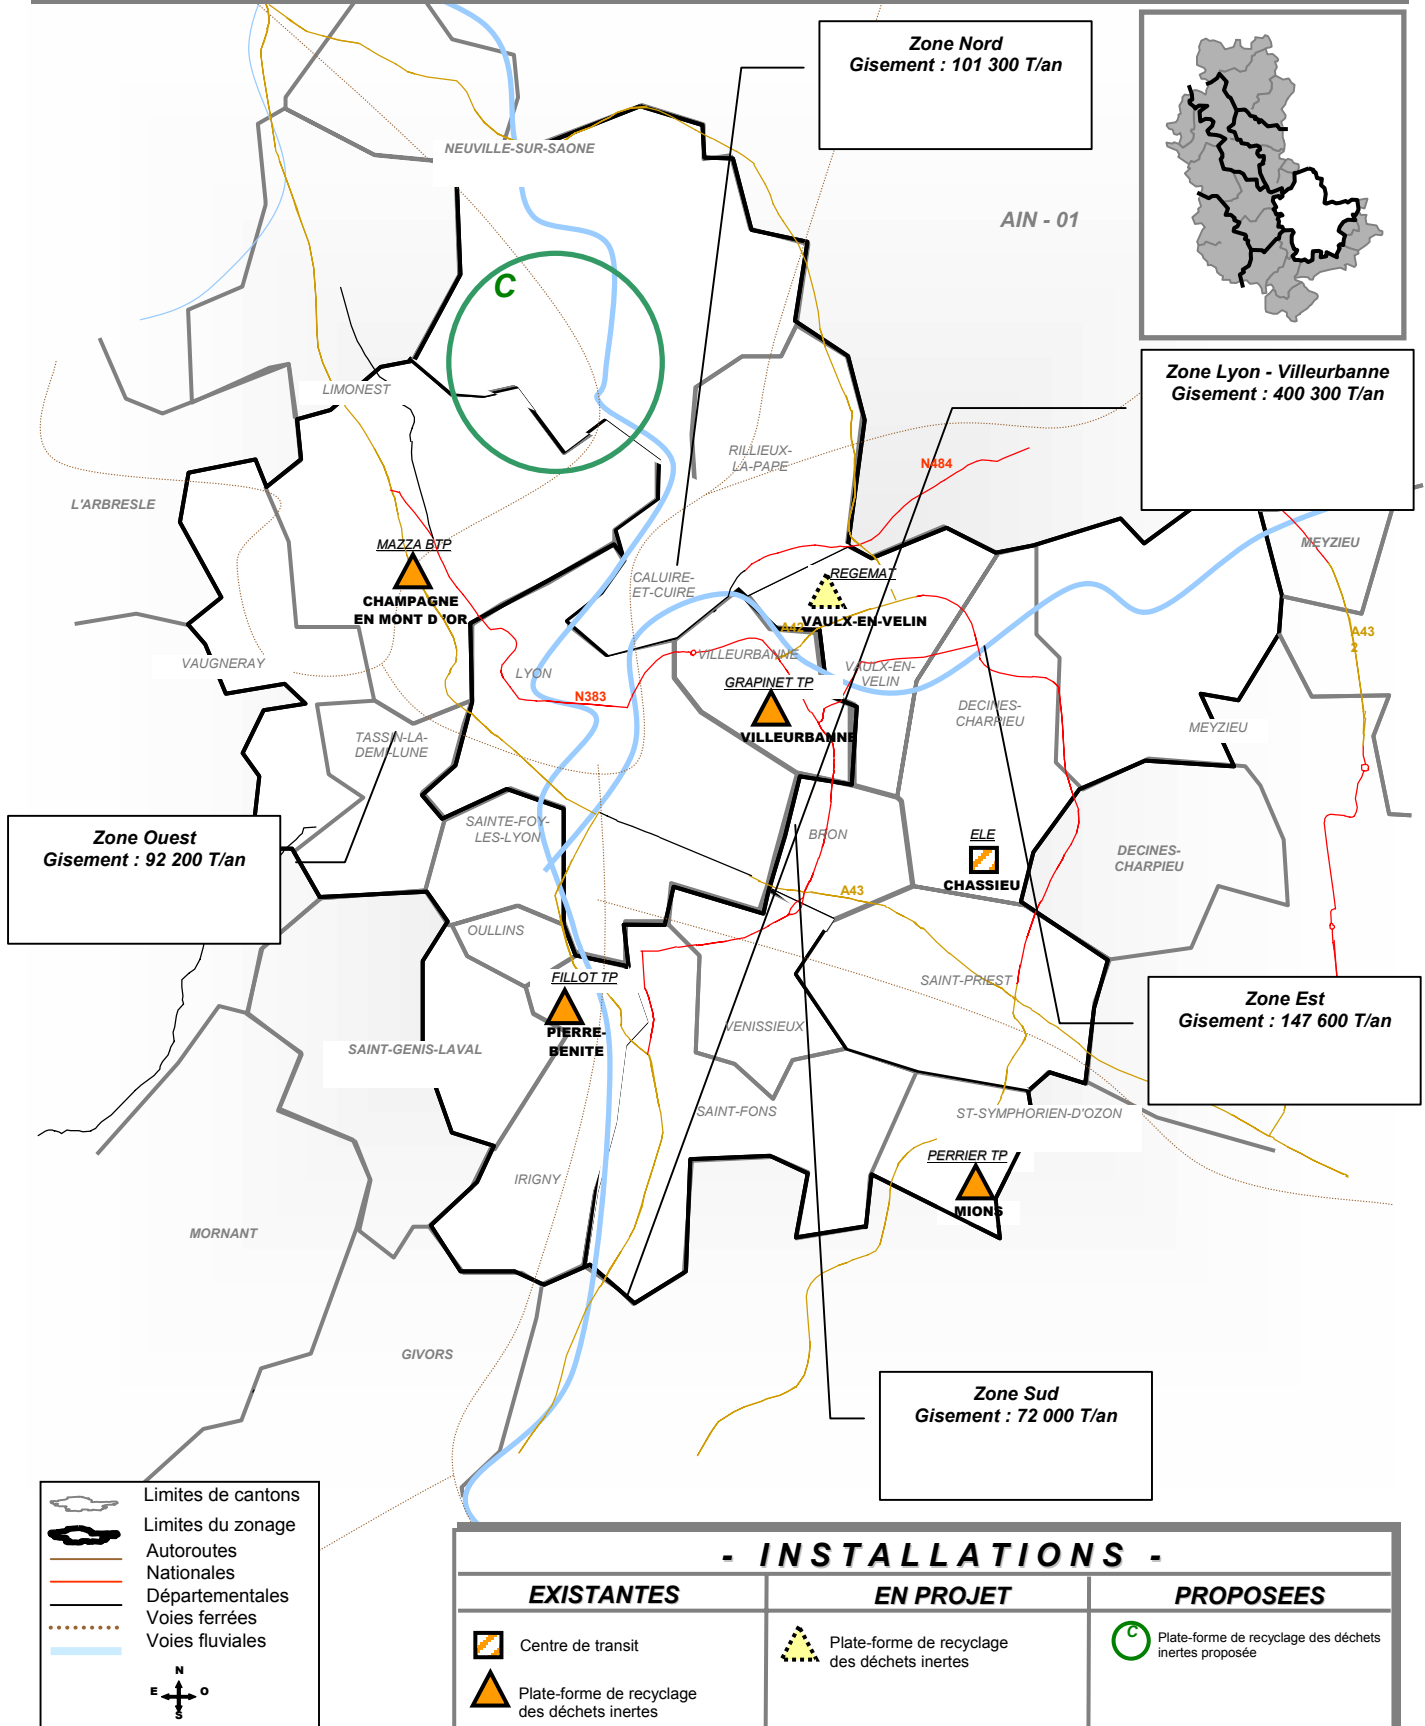 Zone Nord
Gisement : 101 300 T/an
NEUVILLE-SUR-SAONE
AIN - 01
C
Zone Lyon - Villeurbanne
Gisement : 400 300 T/an
LIMONEST
RILLIEUX-
LA-PAPE
N484
L'ARBRESLE
MEYZIEU
MAZZA BTP
CHAMPAGNE
EN MONT D 'OR
CALUIRE-
ET-CUIRE
REGEMAT
VAULX-EN-VELIN
A42
A43
2
VAUGNERAY
LYON
VILLEURBANNE
VAULX-EN-
VELIN
N383
GRAPINET TP
VILLEURBANNE
DECINES-
CHARPIEU
MEYZIEU
TASSIN-LA-
DEMI-LUNE
Zone Ouest
Gisement : 92 200 T/an
SAINTE-FOY-
LES-LYON
BRON
ELE
CHASSIEU
DECINES-
CHARPIEU
A43
OULLINS
FILLOT TP
PIERRE-
BENITE
SAINT-PRIEST
Zone Est
Gisement : 147 600 T/an
VENISSIEUX
SAINT-GENIS-LAVAL
SAINT-FONS
ST-SYMPHORIEN-D'OZON
PERRIER TP
MIONS
IRIGNY
MORNANT
GIVORS
Zone Sud
Gisement : 72 000 T/an
Limites de cantons
Limites du zonage
Autoroutes
Nationales
Départementales
Voies ferrées
Voies fluviales
N
E O
S
- INSTALLATIONS -
EXISTANTES
EN PROJET
PROPOSEES
Centre de transit
Plate-forme de recyclage
des déchets inertes
Plate-forme de recyclage
des déchets inertes
C
Plate-forme de recyclage des déchets
inertes proposée